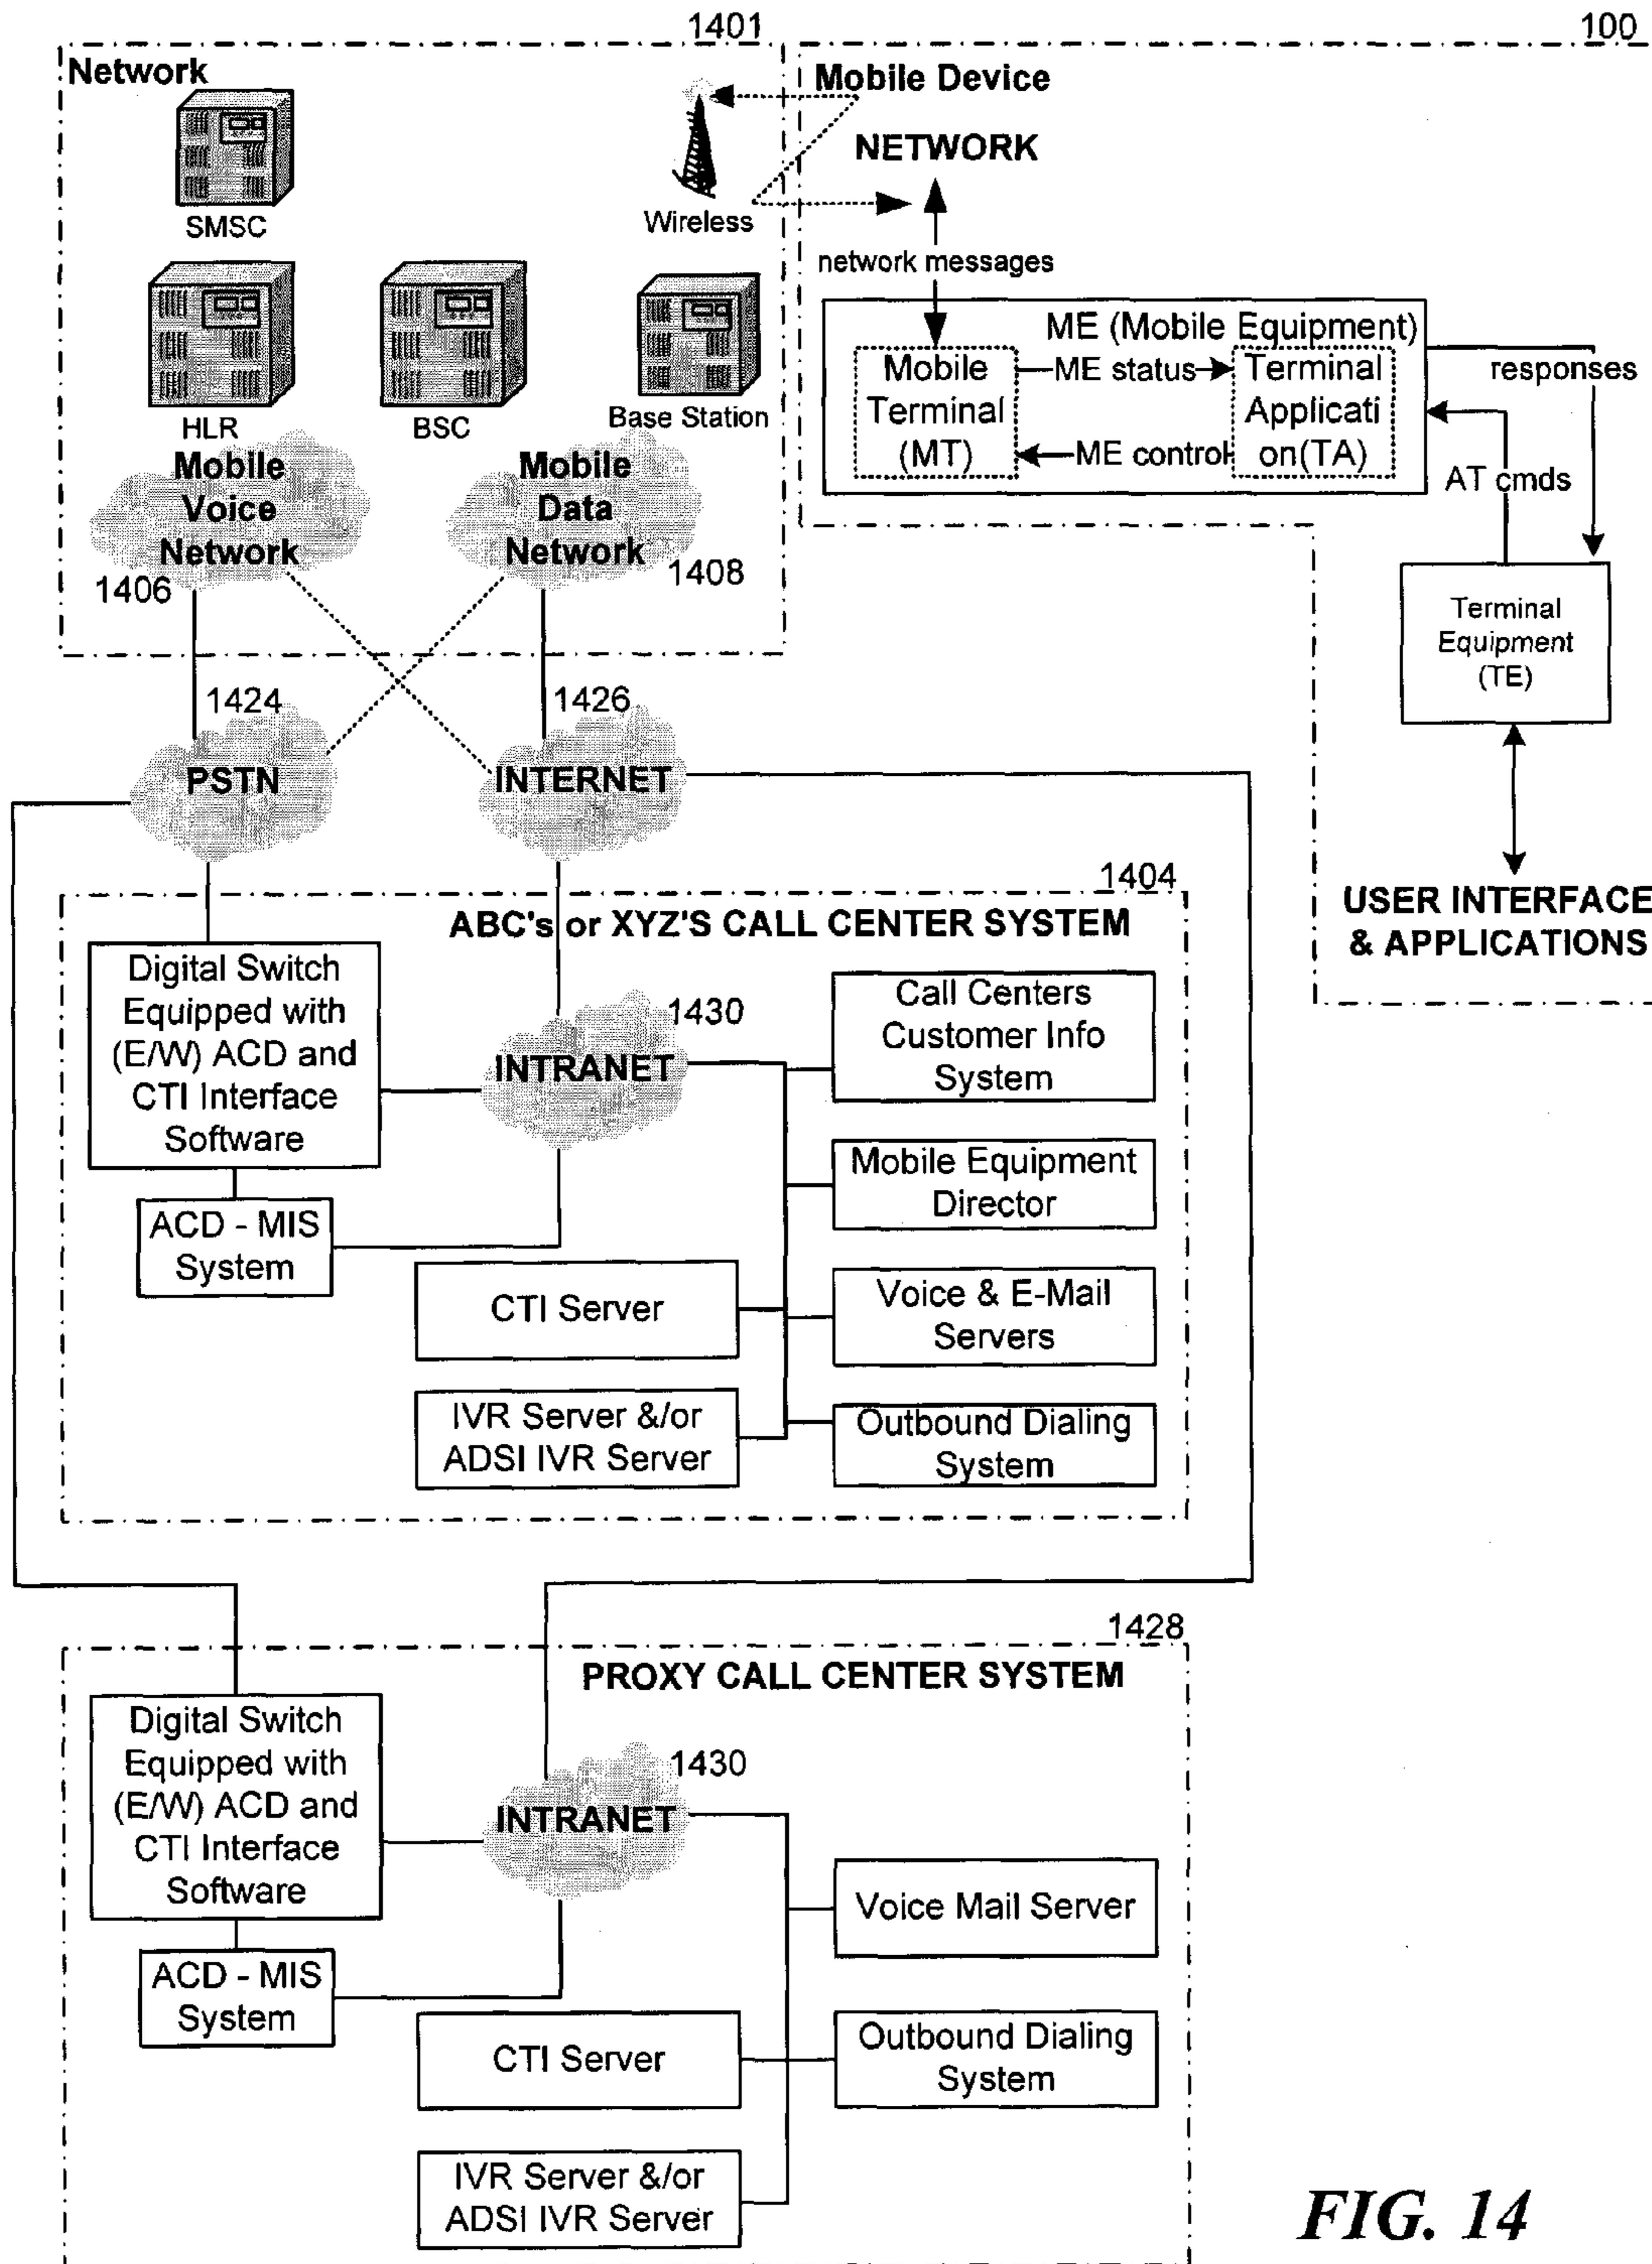 1401
100
Network
Mobile Device
NETWORK
SMSC
Wireless
network messages
HLR
BSC
Base Station
ME (Mobile Equipment)
Mobile
Terminal
(MT)
ME status
ME control
Terminal
Applicati
on(TA)
responses
AT cmds
Mobile
Voice
Network
1406
Mobile
Data
Network
1408
Terminal
Equipment
(TE)
1424
PSTN
1426
INTERNET
USER INTERFACE
& APPLICATIONS
1404
ABC's or XYZ'S CALL CENTER SYSTEM
Digital Switch
Equipped with
(E/W) ACD and
CTI Interface
Software
1430
INTRANET
Call Centers
Customer Info
System
Mobile Equipment
Director
ACD - MIS
System
CTI Server
Voice & E-Mail
Servers
IVR Server &/or
ADSI IVR Server
Outbound Dialing
System
1428
PROXY CALL CENTER SYSTEM
Digital Switch
Equipped with
(E/W) ACD and
CTI Interface
Software
1430
INTRANET
Voice Mail Server
ACD - MIS
System
CTI Server
Outbound Dialing
System
IVR Server &/or
ADSI IVR Server
FIG. 14